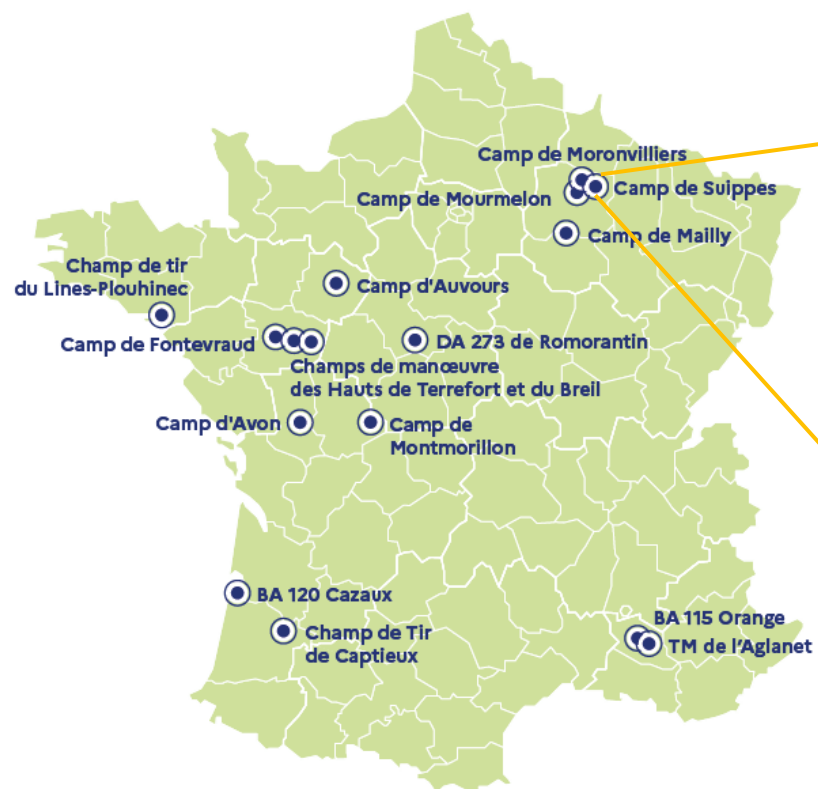 Camp de Moronvilliers
Camp de Suippes
Camp de Mourmelon
Camp de Mailly
Champ de tir
du Lines-Plouhinec
Camp d'Auvours
Camp de Fontevraud
DA 273 de Romorantin
Champs de manœuvre
des Hauts de Terrefort et du Breil
Camp d'Avon
Camp de
Montmorillon
BA 120 Cazaux
Champ de Tir
de Captieux
BA 115 Orange
TM de l'Aglanet